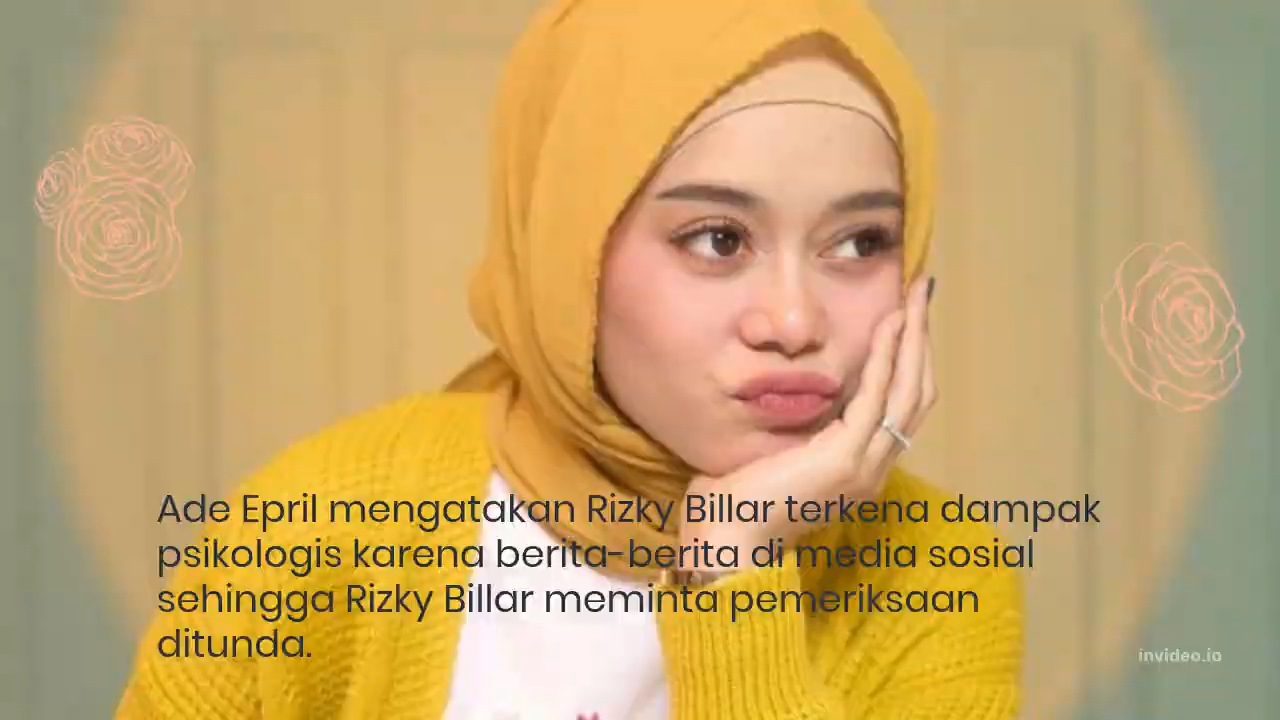 Ade Epril mengatakan Rizky Billar terkena dampak
psikologis karena berita-berita di media sosial
sehingga Rizky Billar meminta pemeriksaan
ditunda.
invideo.io